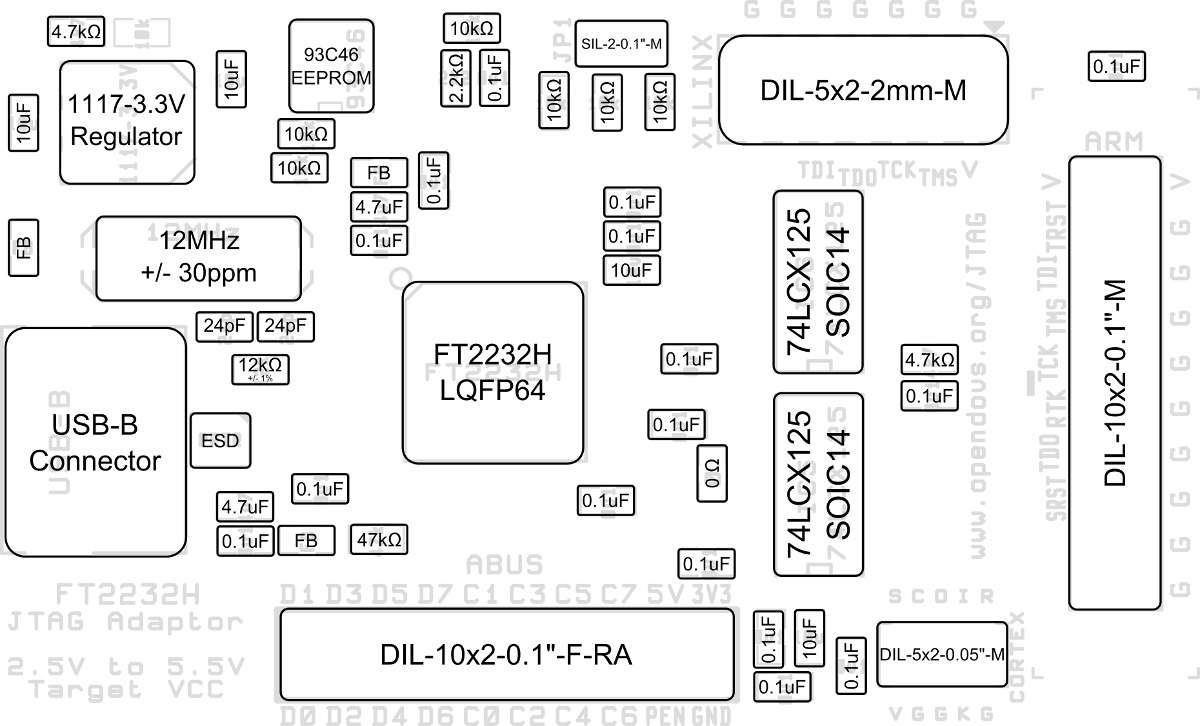 G G G G G G G
4.7kΩ
10k
10uF
1117-3.3V
Regulator
10uF
93C46
EEPROM
93C46
10kΩ
10kΩ
10kΩ
2.2kΩ
0.1uF
JP1
SIL-2-0.1"-M
10kΩ
10kΩ
10kΩ
XILINX
DIL-5x2-2mm-M
TDI TDO TCK TMS V
0.1uF
ARM
FB
12MHz
+/- 30ppm
FB
4.7uF
0.1uF
0.1uF
0.1uF
0.1uF
10uF
24pF
24pF
12kΩ
+/- 1%
USB-B
Connector
ESD
FT2232H
LQFP64
0.1uF
0.1uF
0Ω
0.1uF
0.1uF
74LCX125
SOIC14
74LCX125
SOIC14
4.7kΩ
0.1uF
www.opendous.org/JTAG
SRST TDO RTK TCK TMS TDI TRST V
DIL-10x2-0.1"-M
G G G G G G G G G V
0.1uF
4.7uF
0.1uF
FB
47kΩ
FT2232H
JTAG Adaptor
2.5V to 5.5V
Target VCC
ABUS
D1 D3 D5 D7 C1 C3 C5 C7 5V 3V3
DIL-10x2-0.1"-F-RA
D0 D2 D4 D6 C0 C2 C4 C6 PEN GND
0.1uF
10uF
0.1uF
0.1uF
S C O I R
DIL-5x2-0.05"-M
CORTEX
V G G K G